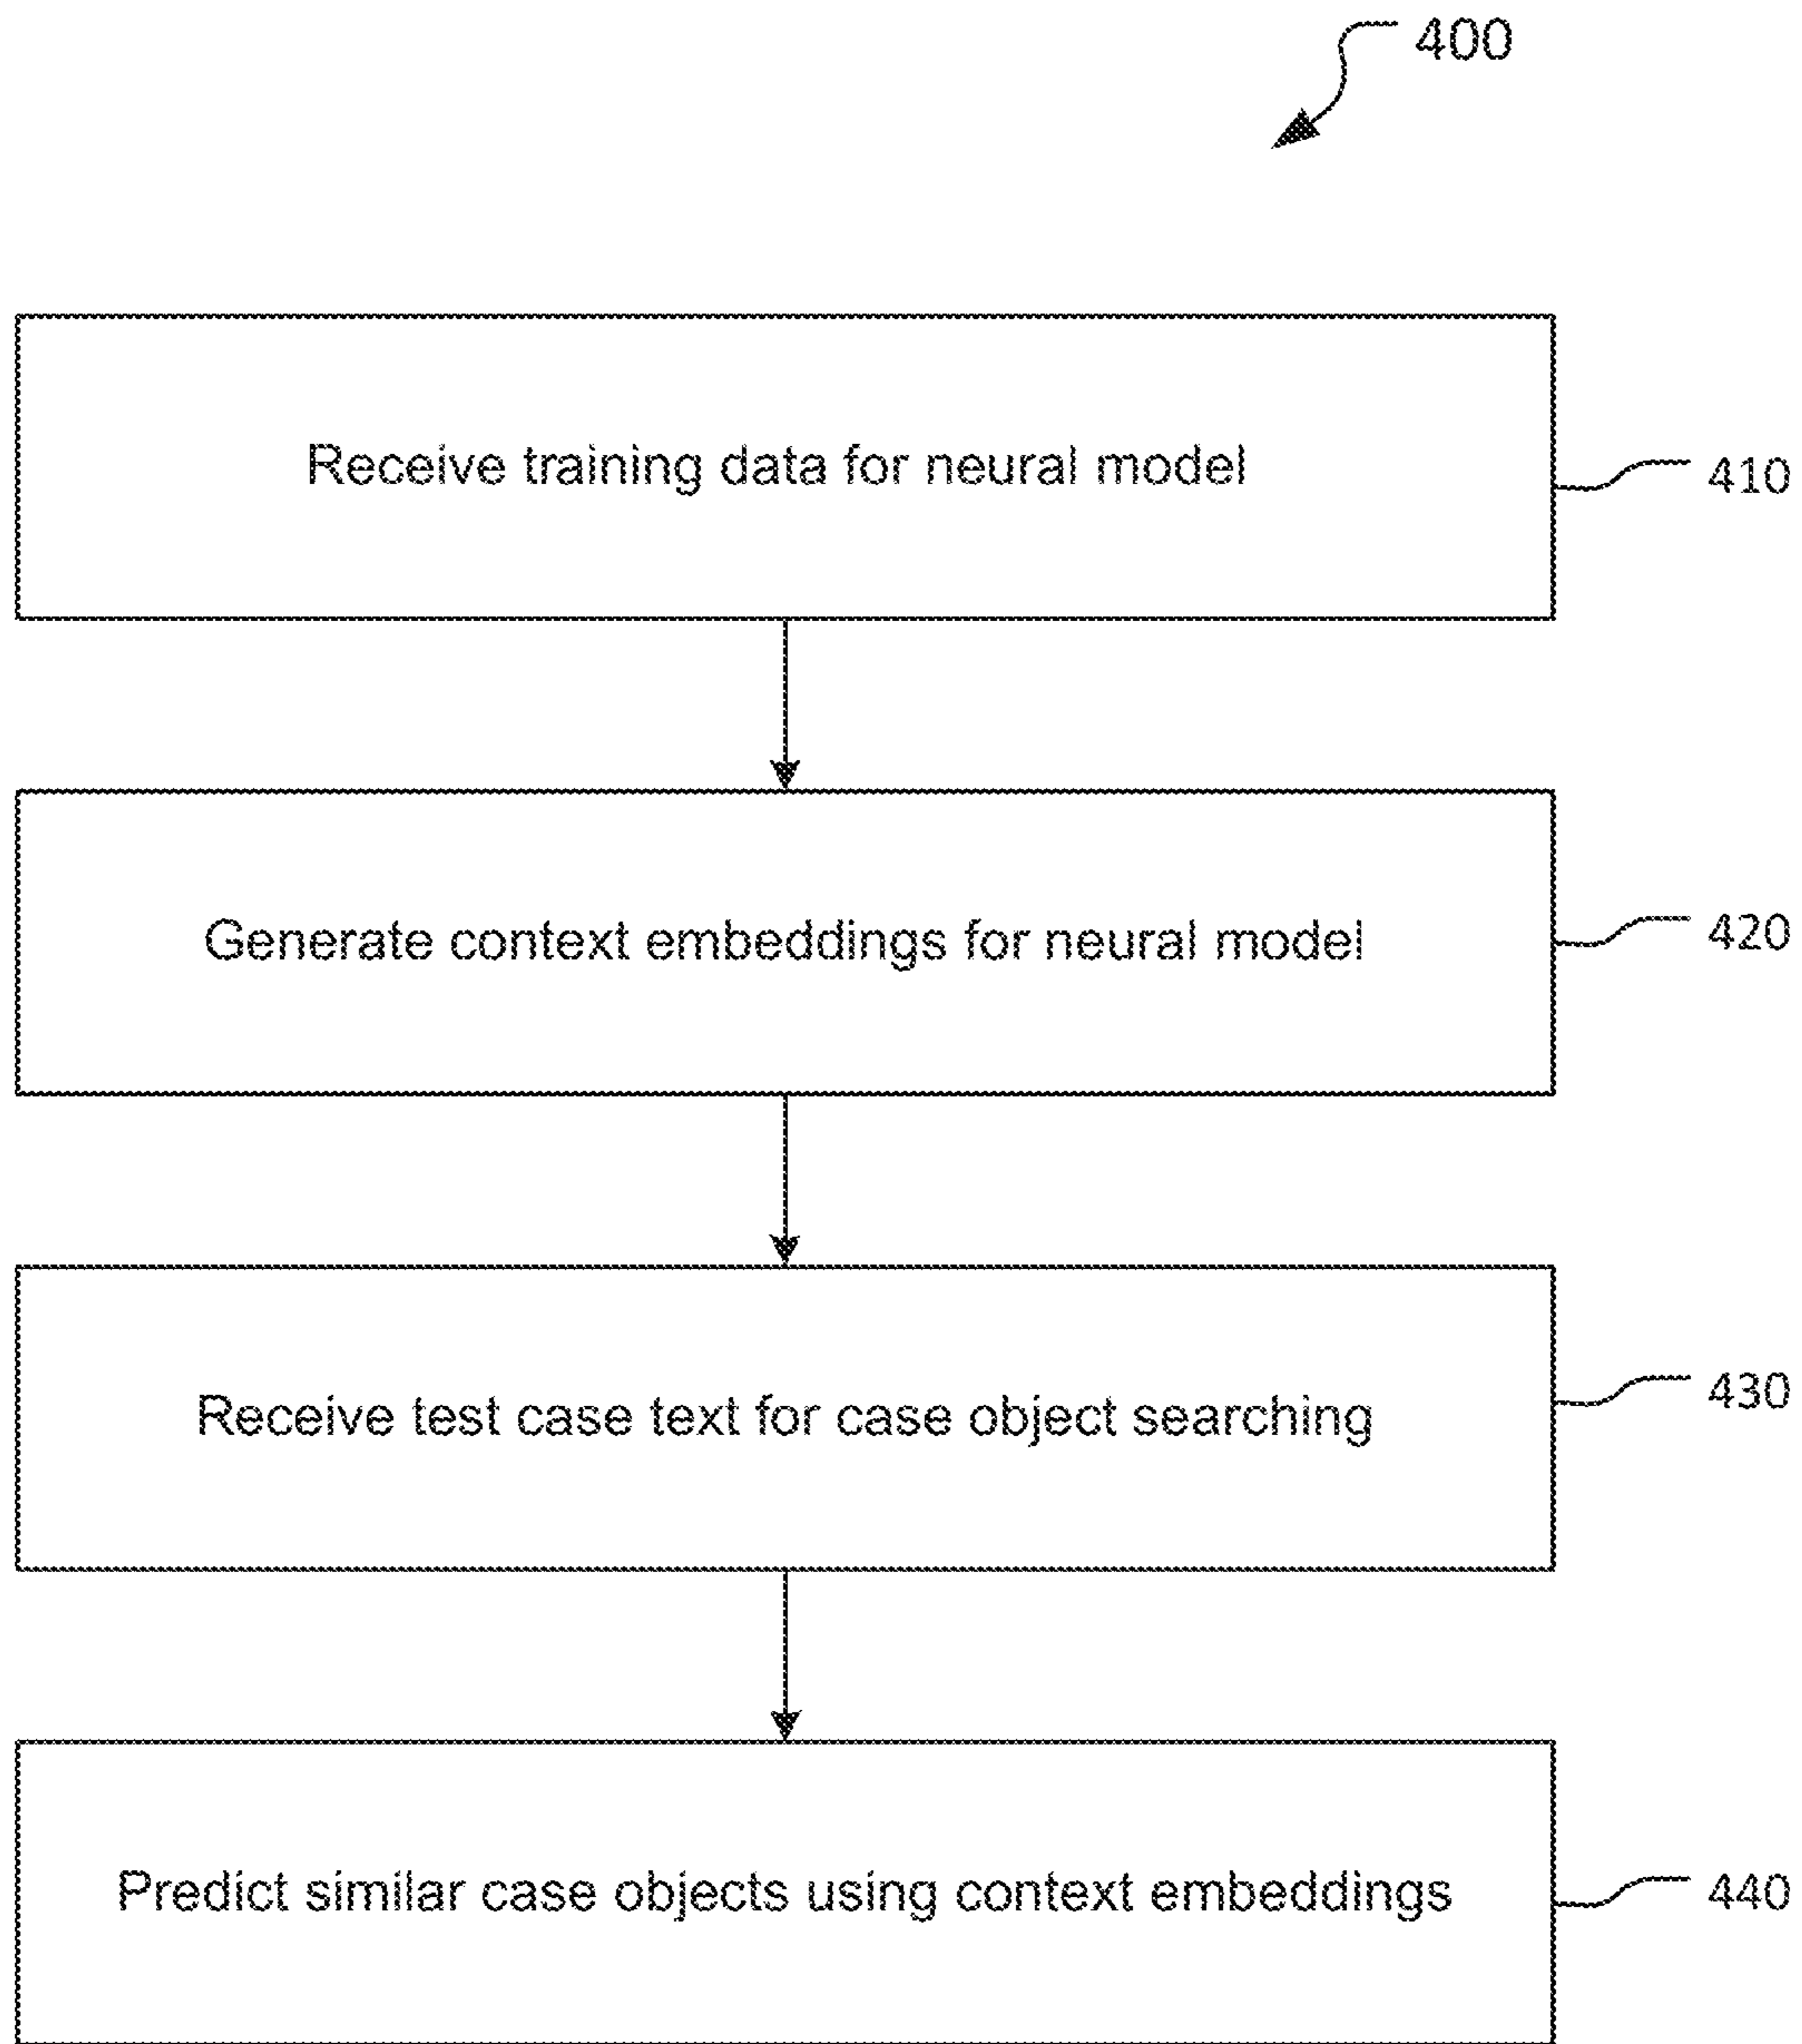 400
Receive training data for neural model
410
Generate context embeddings for neural model
420
Receive test case text for case object searching
430
Predict similar case objects using context embeddings
440